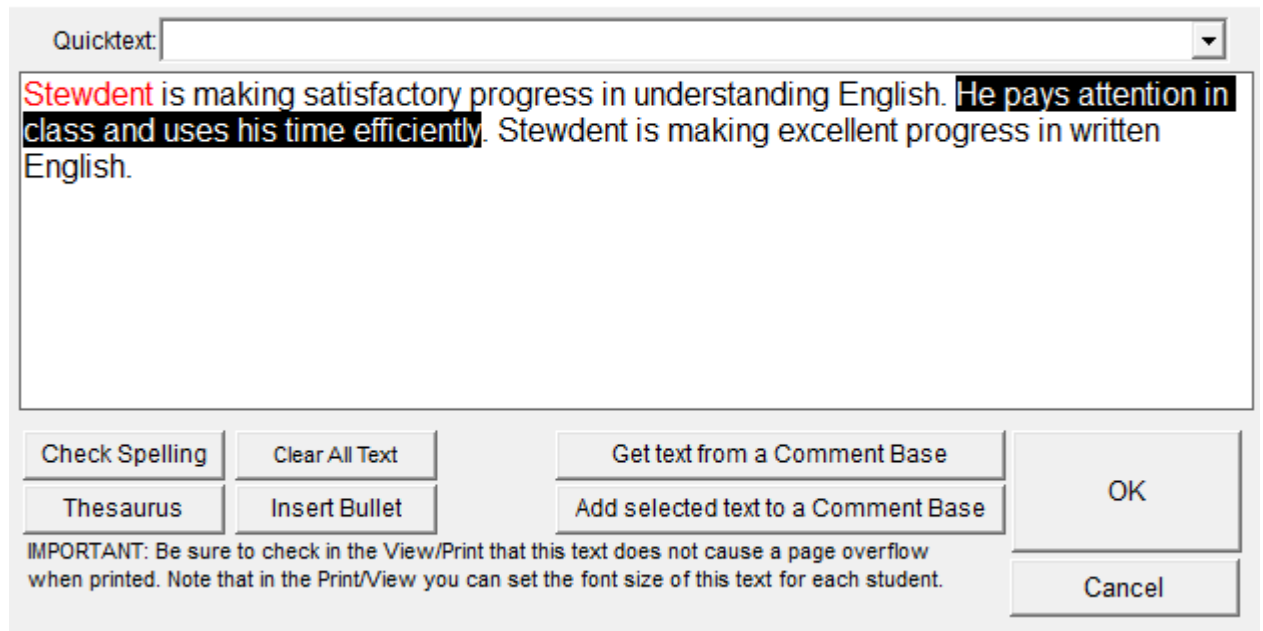 Quicktext:
Stewdent is making satisfactory progress in understanding English. He pays attention in
class and uses his time efficiently. Stewdent is making excellent progress in written
English.
Check Spelling
Clear All Text
Get text from a Comment Base
OK
Thesaurus
Insert Bullet
Add selected text to a Comment Base
IMPORTANT: Be sure to check in the View/Print that this text does not cause a page overflow
when printed. Note that in the Print/View you can set the font size of this text for each student.
Cancel